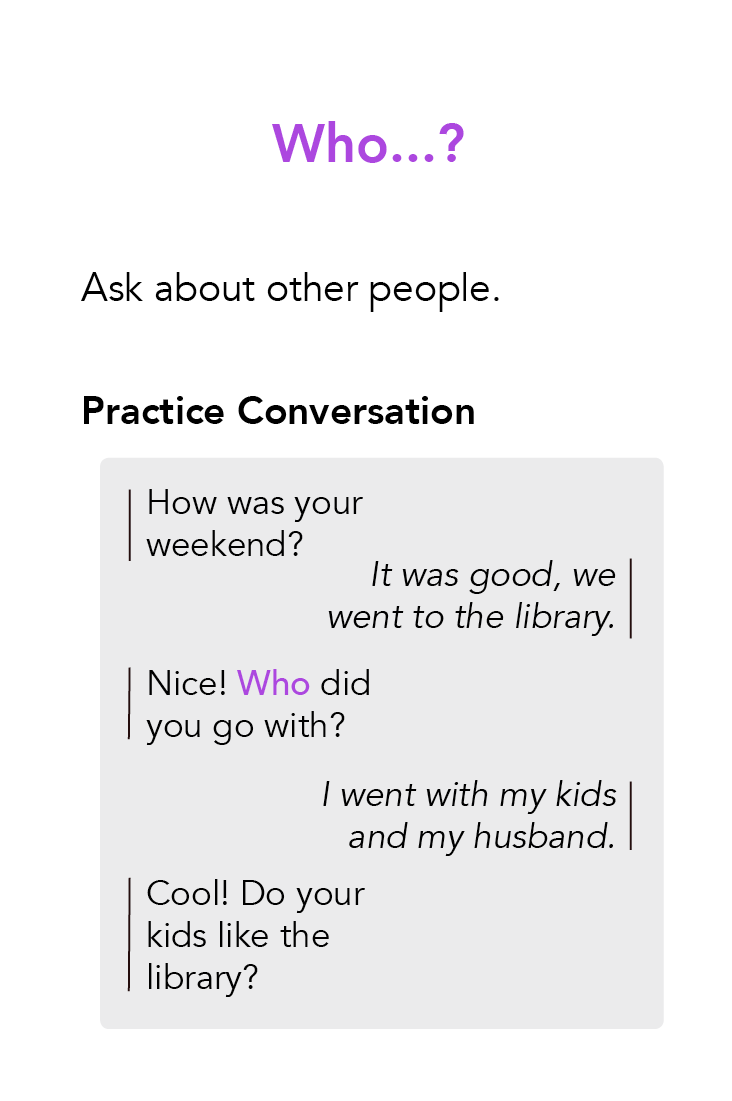 Who...?
Ask about other people.
Practice Conversation
How was your
weekend?
It was good, we
went to the library.
Nice! Who did
you go with?
I went with my kids
and my husband.
Cool! Do your
kids like the
library?